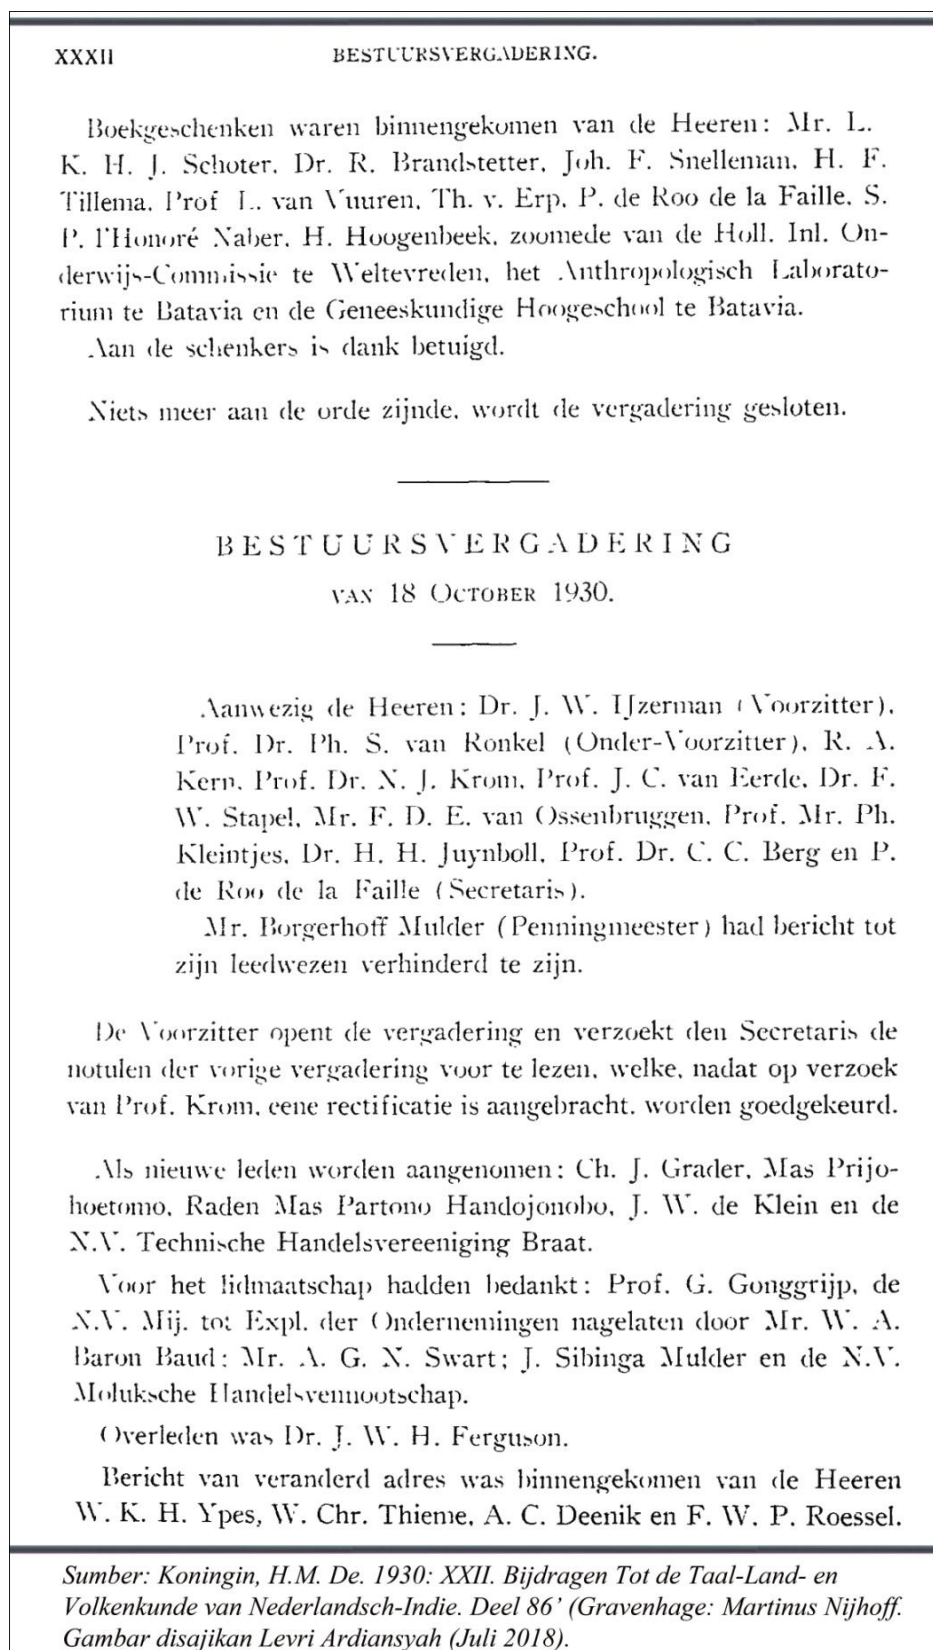 XXXII BESTUURSVERGADERING.
Boekgeschenken waren binnengekomen van de Heeren: Mr. L.
K. H. J. Schoter, Dr. R. Brandstetter, Joh. F. Snelleman, H. F.
Tillema, Prof L. van Vuuren, Th. v. Erp, P. de Roo de la Faille, S.
P. l'Honoré Naber, H. Hoogenbeek, zoomede van de Holl. Inl. On-
derwijs-Commissie te Weltevreden, het Anthropologisch Laborato-
rium te Batavia en de Geneeskundige Hoogeschool te Batavia.
Aan de schenkers is dank betuigd.
Niets meer aan de orde zijnde, wordt de vergadering gesloten.
BESTUURSVERGADERING
VAN 18 OCTOBER 1930.
Aanwezig de Heeren: Dr. J. W. IJzerman (Voorzitter),
Prof. Dr. Ph. S. van Ronkel (Onder-Voorzitter), R. A.
Kern, Prof. Dr. N. J. Krom, Prof. J. C. van Eerde, Dr. F.
W. Stapel, Mr. F. D. E. van Ossenbruggen, Prof. Mr. Ph.
Kleintjes, Dr. H. H. Juynboll, Prof. Dr. C. C. Berg en P.
de Roo de la Faille (Secretaris).
Mr. Borgerhoff Mulder (Penningmeester) had bericht tot
zijn leedwezen verhinderd te zijn.
De Voorzitter opent de vergadering en verzoekt den Secretaris de
notulen der vorige vergadering voor te lezen, welke, nadat op verzoek
van Prof. Krom, eene rectificatie is aangebracht, worden goedgekeurd.
Als nieuwe leden worden aangenomen: Ch. J. Grader, Mas Prijo-
hoetomo, Raden Mas Partono Handojonobo, J. W. de Klein en de
N.V. Technische Handelsvereeniging Braat.
Voor het lidmaatschap hadden bedankt: Prof. G. Gonggrijp, de
N.V. Mij. tot Expl. der Ondernemingen nagelaten door Mr. W. A.
Baron Baud; Mr. A. G. N. Swart; J. Sibinga Mulder en de N.V.
Moluksche Handelsvennootschap.
Overleden was Dr. J. W. H. Ferguson.
Bericht van veranderd adres was binnengekomen van de Heeren
W. K. H. Ypes, W. Chr. Thieme, A. C. Deenik en F. W. P. Roessel.
Sumber: Koningin, H.M. De. 1930: XXII. Bijdragen Tot de Taal-Land- en
Volkenkunde van Nederlandsch-Indie. Deel 86' (Gravenhage: Martinus Nijhoff.
Gambar disajikan Levri Ardiansyah (Juli 2018).